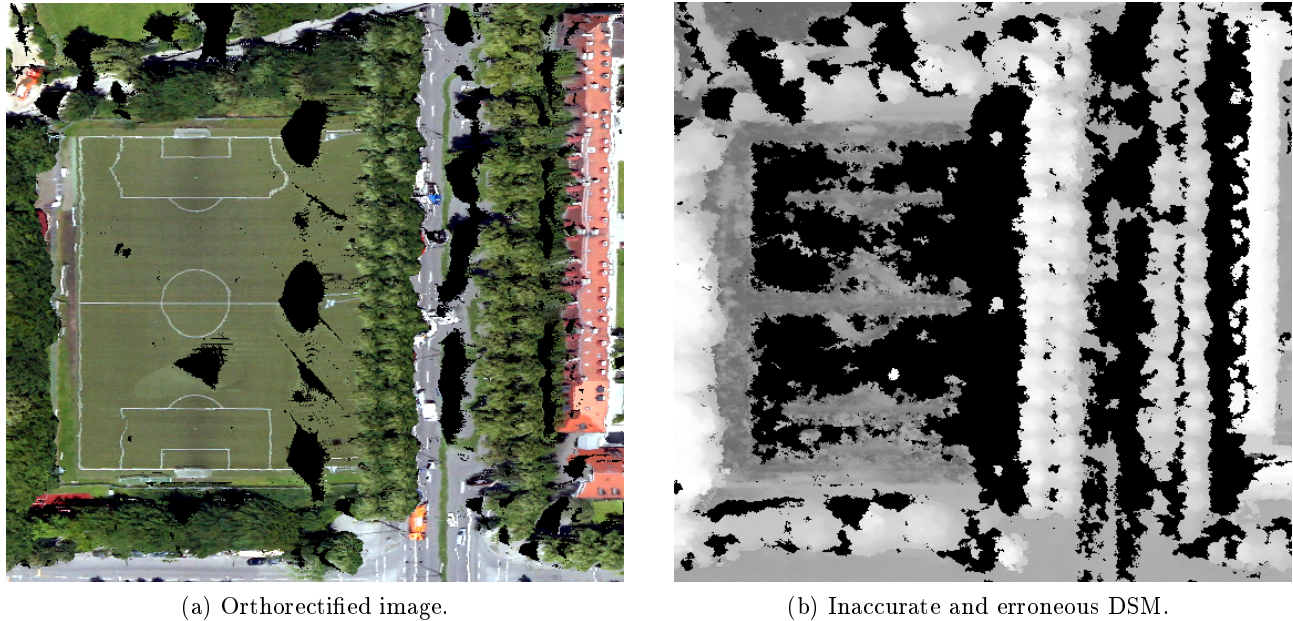 (a) Orthorectified image.
(b) Inaccurate and erroneous DSM.